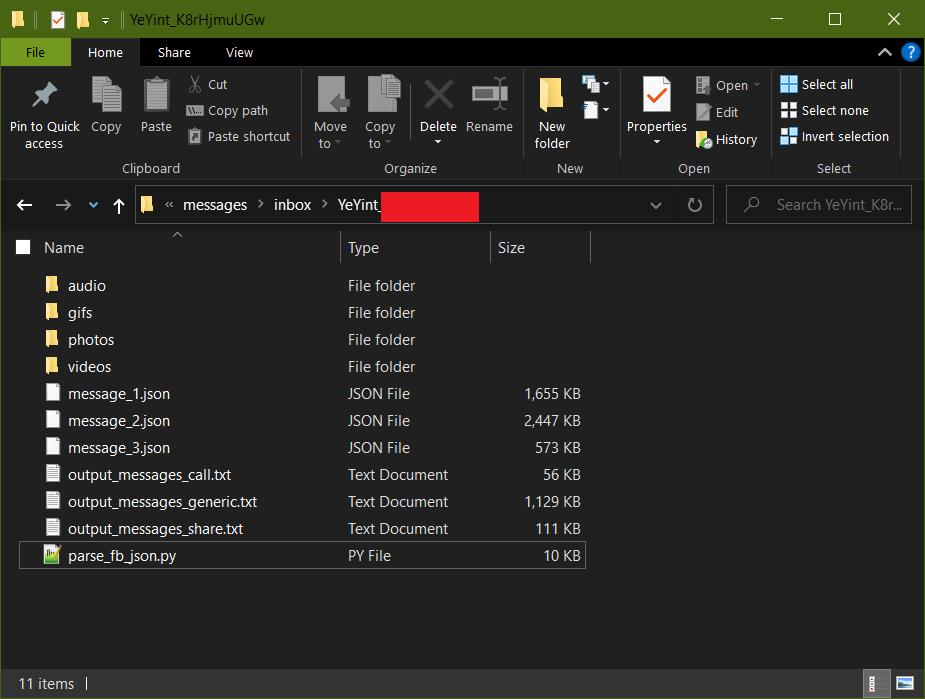 YeYint_K8rHjmuUGw
File Home Share View
Pin to Quick access
Copy
Paste
Cut
Copy path
Paste shortcut
Clipboard
Move to
Copy to
Delete
Rename
Organize
New folder
New
Properties
Open
Edit
History
Open
Select all
Select none
Invert selection
Select
« messages > inbox > YeYint_
Search YeYint_K8r...
Name Type Size
audio File folder
gifs File folder
photos File folder
videos File folder
message_1.json JSON File 1,655 KB
message_2.json JSON File 2,447 KB
message_3.json JSON File 573 KB
output_messages_call.txt Text Document 56 KB
output_messages_generic.txt Text Document 1,129 KB
output_messages_share.txt Text Document 111 KB
parse_fb_json.py PY File 10 KB
11 items